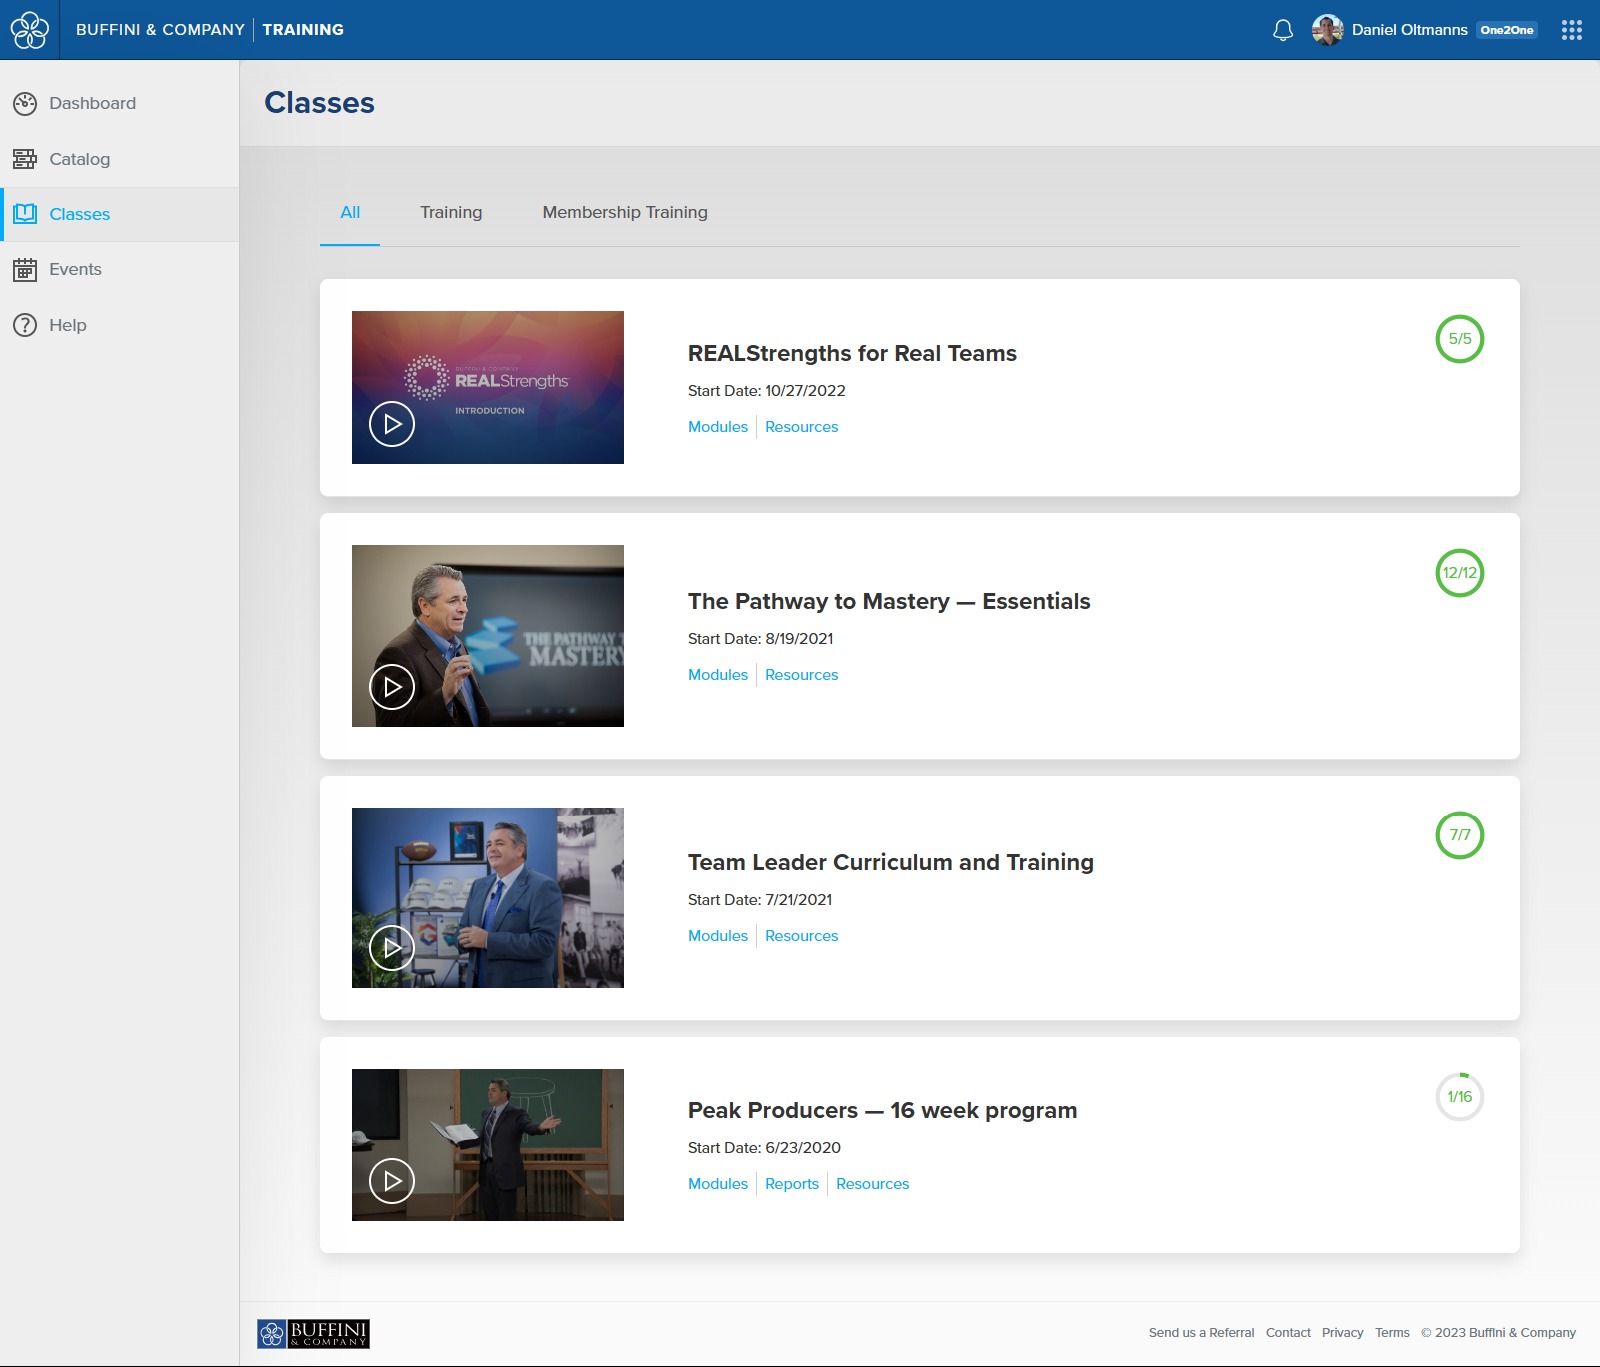 BUFFINI & COMPANY TRAINING
Daniel Oltmanns One2One
Dashboard
Catalog
Classes
Events
Help
Classes
All Training Membership Training
BUFFINI & COMPANY
REALStrengths
INTRODUCTION
REALStrengths for Real Teams
Start Date: 10/27/2022
Modules Resources
5/5
THE PATHWAY T
MASTERY
The Pathway to Mastery — Essentials
Start Date: 8/19/2021
Modules Resources
12/12
Team Leader Curriculum and Training
Start Date: 7/21/2021
Modules Resources
7/7
Peak Producers — 16 week program
Start Date: 6/23/2020
Modules Reports Resources
1/16
BUFFINI
& COMPANY
Send us a Referral Contact Privacy Terms © 2023 Buffini & Company